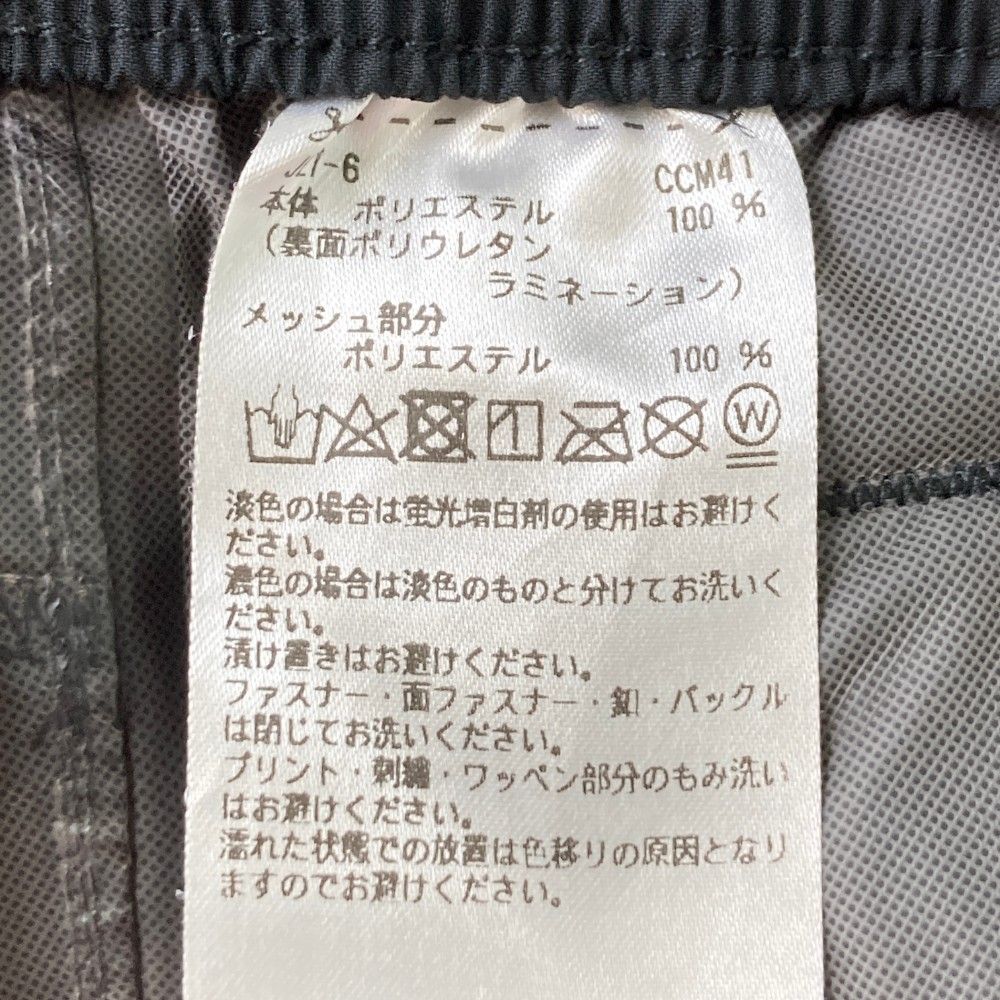 JZI-6 CCM41
本体 ポリエステル 100 %
(裏面ポリウレタン
ラミネーション)
メッシュ部分
ポリエステル 100 %
W
淡色の場合は蛍光増白剤の使用はお避けく
ださい。
濃色の場合は淡色のものと分けてお洗いく
ださい。
漬け置きはお避けください。
ファスナー・面ファスナー・釦・バックル
は閉じてお洗いください。
プリント・刺繍・ワッペン部分のもみ洗い
はお避けください。
濡れた状態での放置は色移りの原因となり
ますのでお避けください。